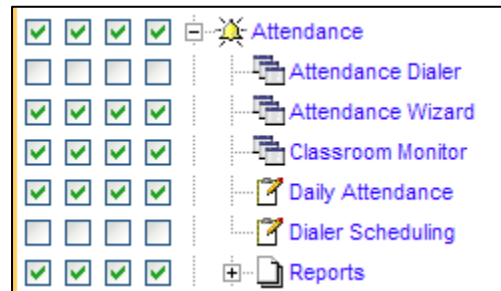 Attendance
Attendance Dialer
Attendance Wizard
Classroom Monitor
Daily Attendance
Dialer Scheduling
Reports